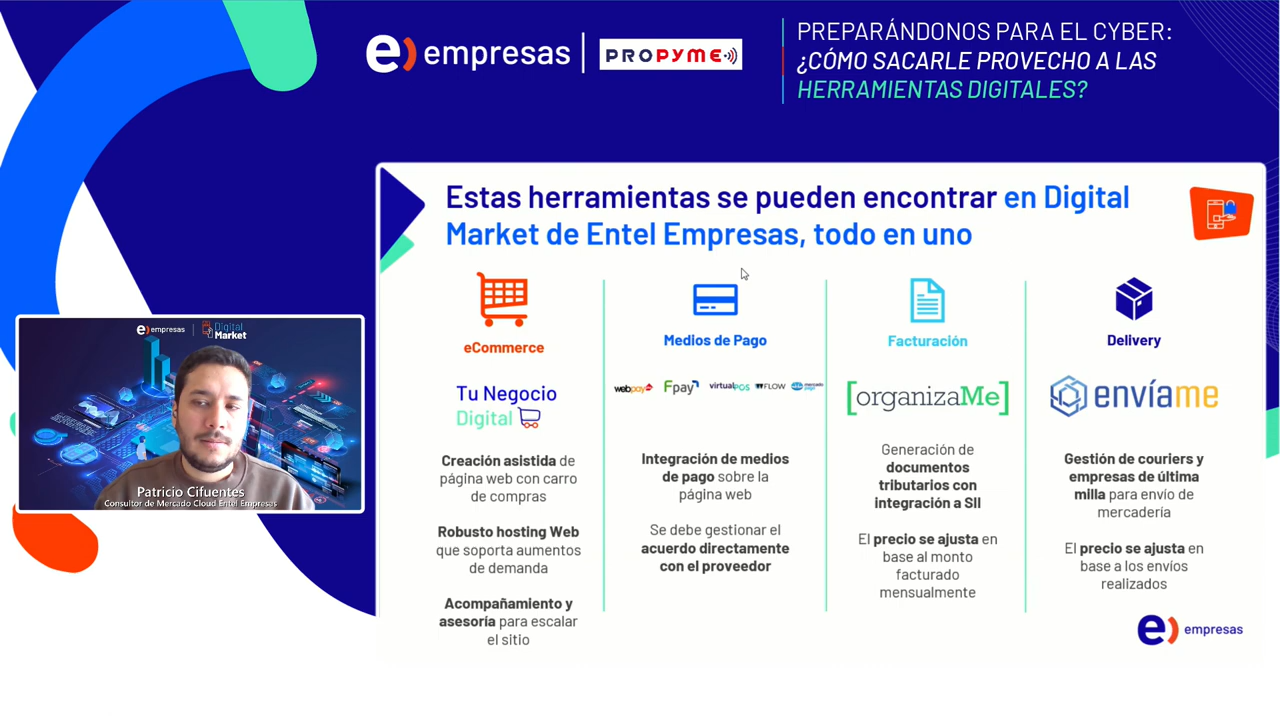 e) empresas
PROPYME
PREPARÁNDONOS PARA EL CYBER:
¿CÓMO SACARLE PROVECHO A LAS
HERRAMIENTAS DIGITALES?
Estas herramientas se pueden encontrar en Digital
Market de Entel Empresas, todo en uno
eCommerce
Tu Negocio
Digital
Creación asistida de
página web con carro
de compras
Robusto hosting Web
que soporta aumentos
de demanda
Acompañamiento y
asesoría para escalar
el sitio
Medios de Pago
webpay
Fpay
virtualPOS
FLOW
mercado
pago
Integración de medios
de pago sobre la
página web
Se debe gestionar el
acuerdo directamente
con el proveedor
Facturación
[organizaMe]
Generación de
documentos
tributarios con
integración a SII
El precio se ajusta en
base al monto
facturado
mensualmente
Delivery
envíame
Gestión de couriers y
empresas de última
milla para envío de
mercadería
El precio se ajusta en
base a los envíos
realizados
e) empresas
e) empresas
Digital
Market
Patricio Cifuentes
Consultor de Mercado Cloud Entel Empresas